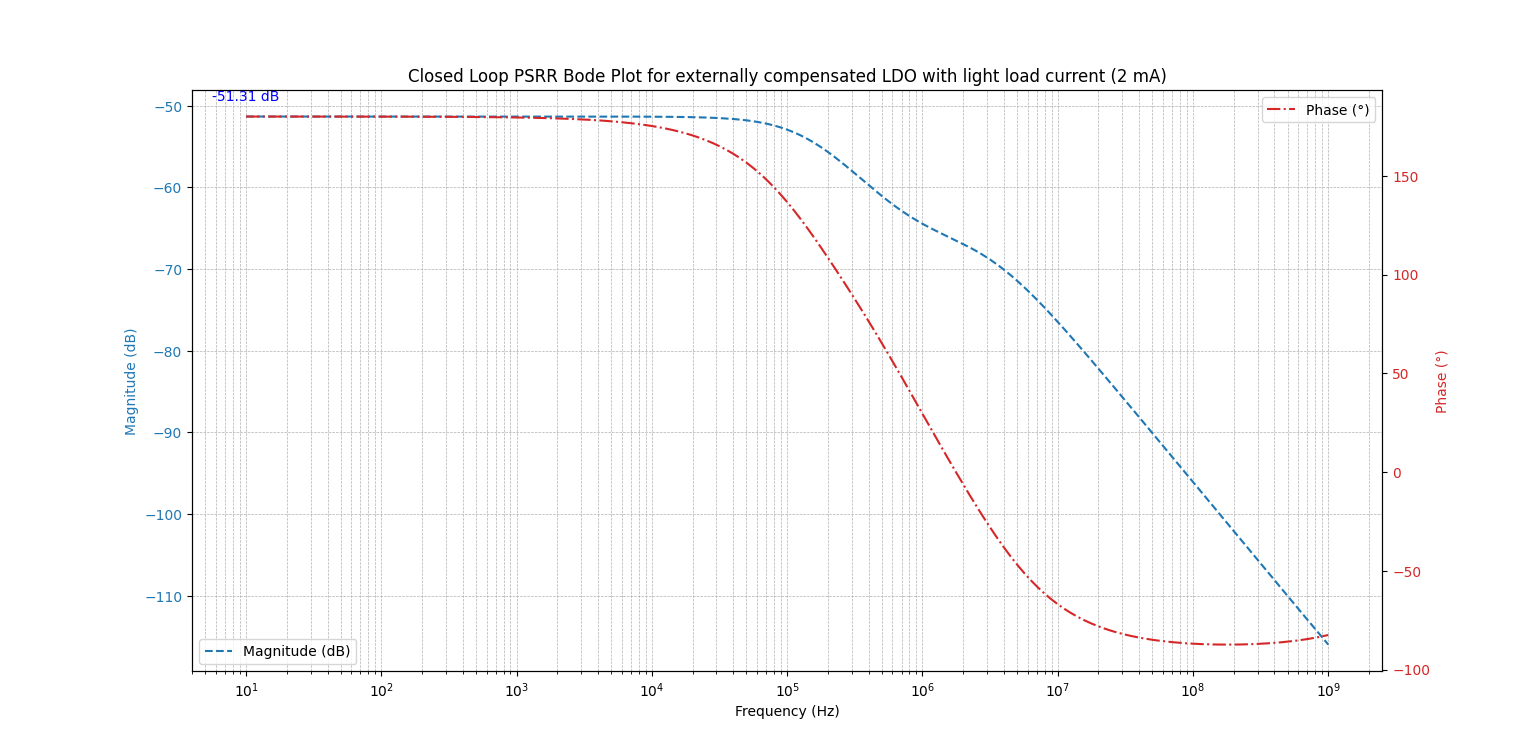 Closed Loop PSRR Bode Plot for externally compensated LDO with light load current (2 mA)
-51.31 dB
Phase (°)
−50
−60
−70
−80
−90
−100
−110
Magnitude (dB)
150
100
50
0
−50
−100
Phase (°)
Magnitude (dB)
10¹ 10² 10³ 10⁴ 10⁵ 10⁶ 10⁷ 10⁸ 10⁹
Frequency (Hz)